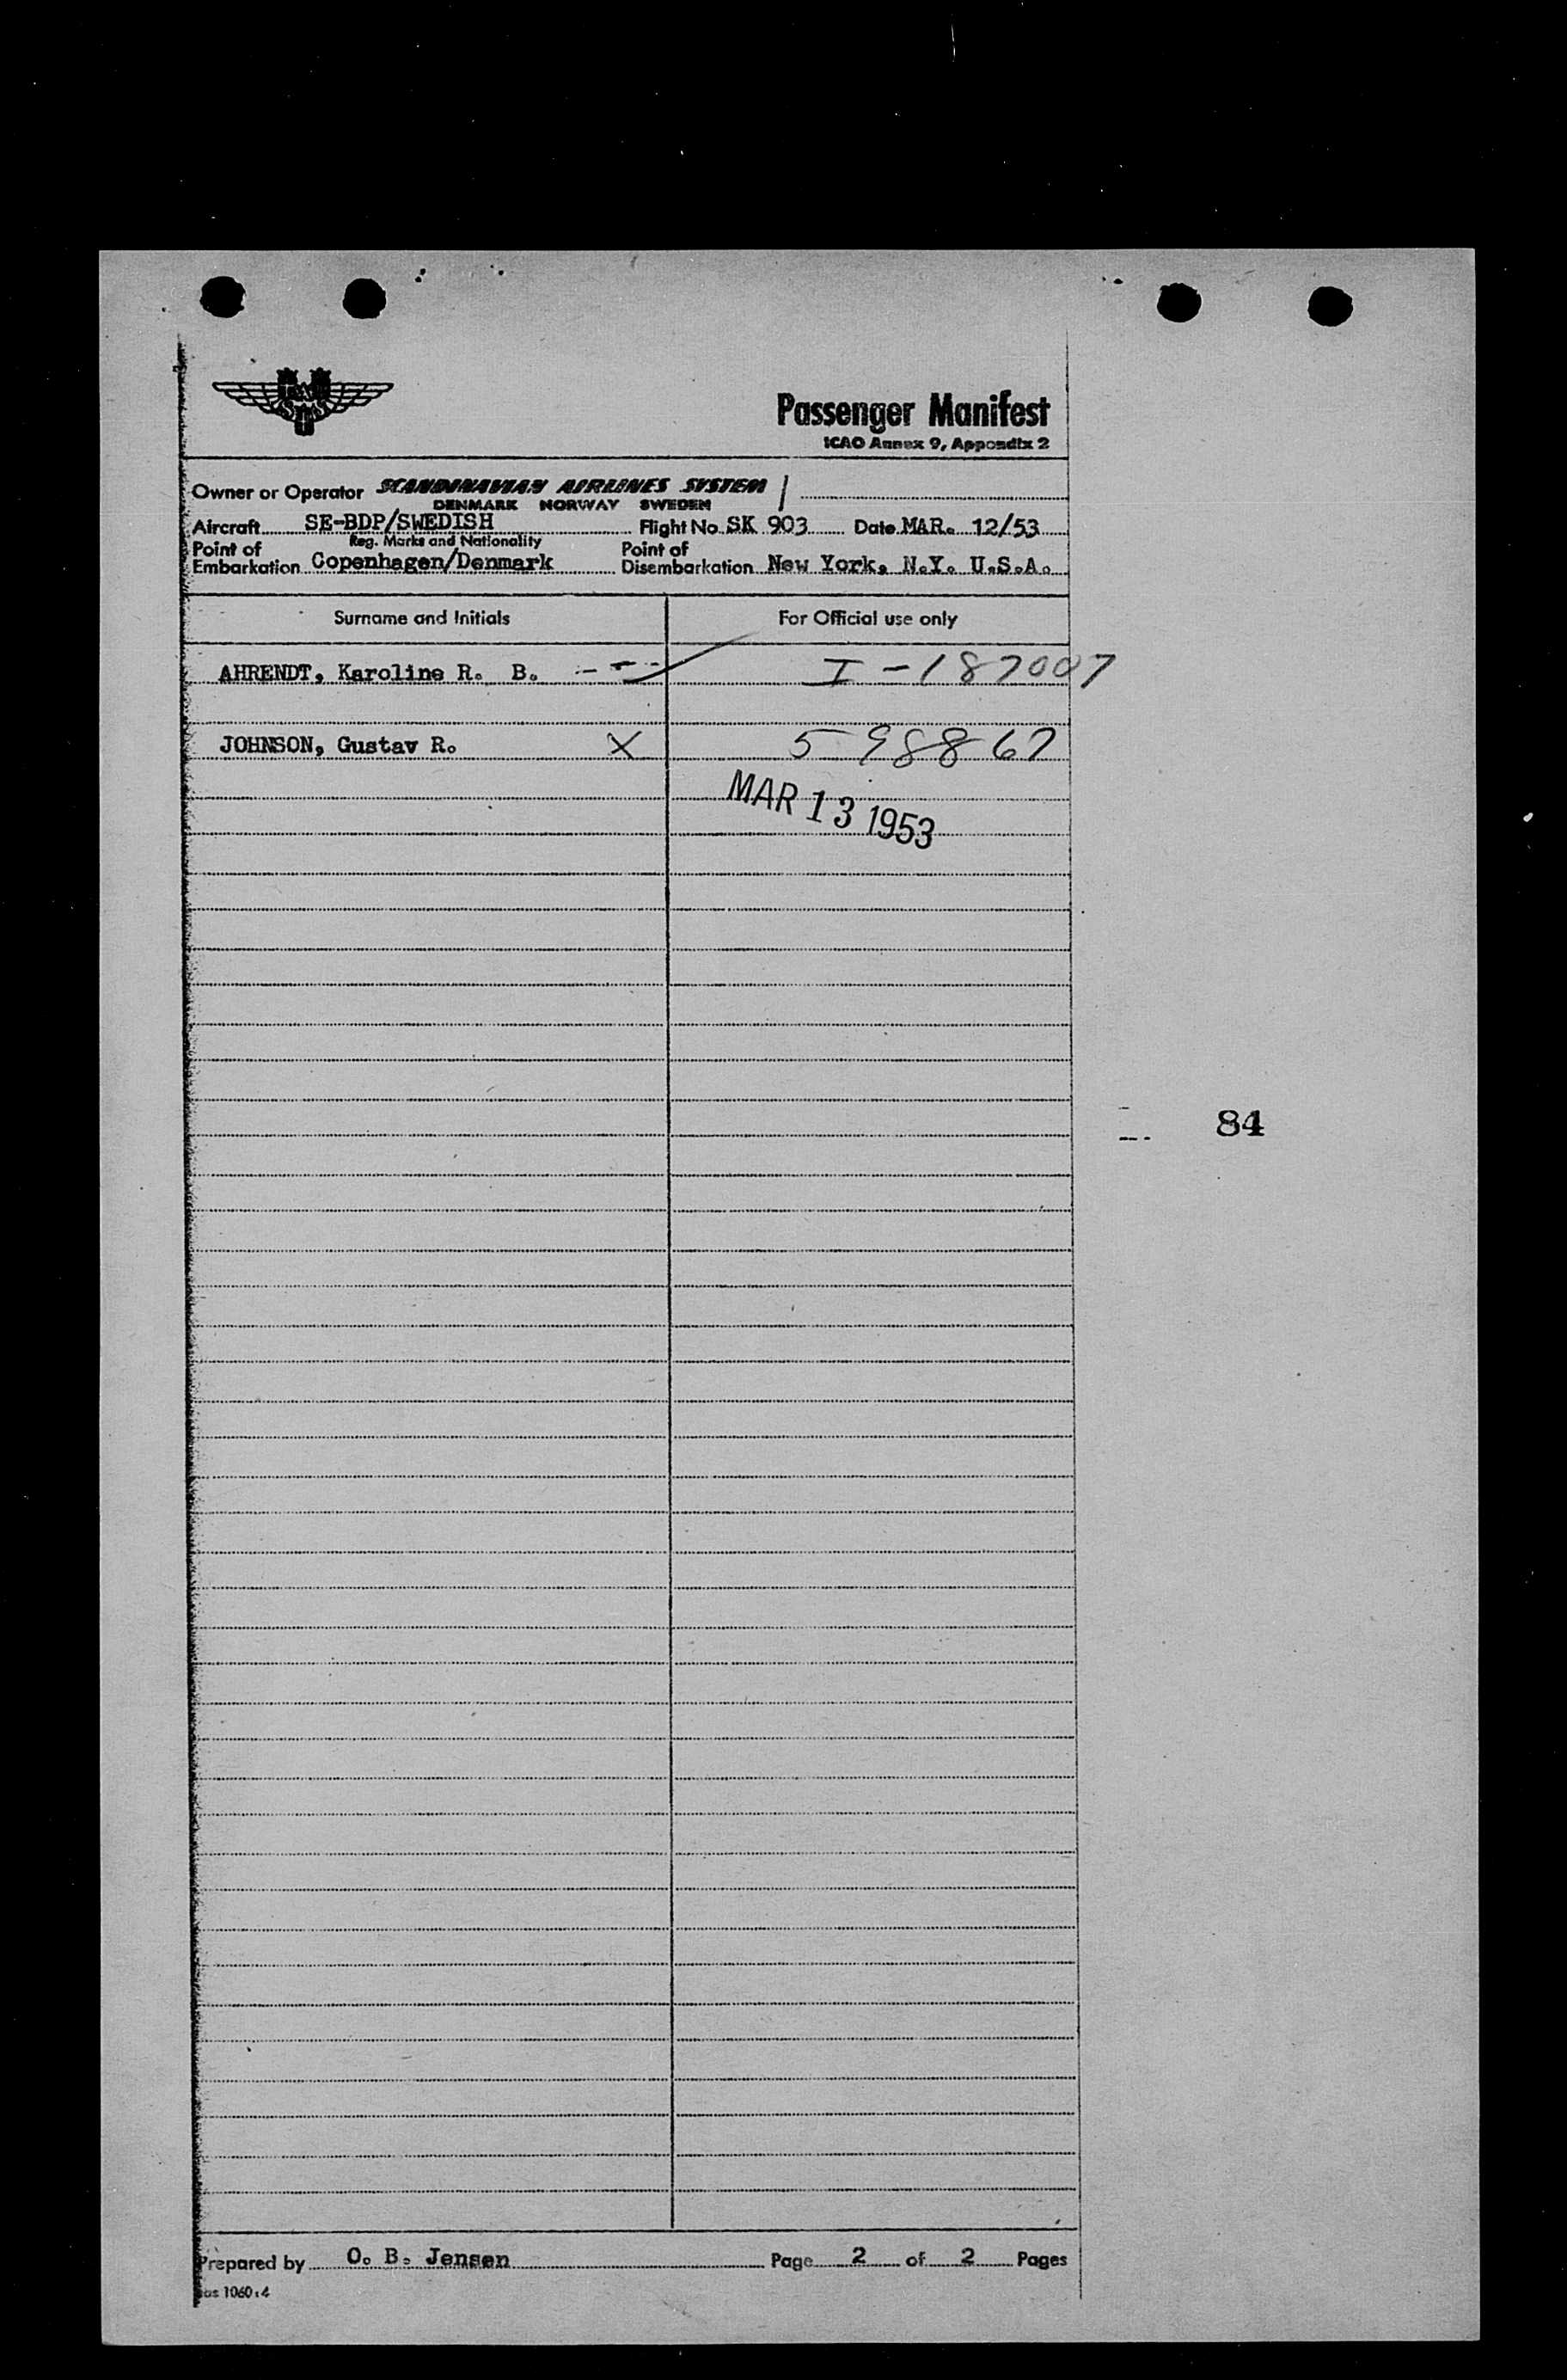 Passenger Manifest
ICAO Annex 9, Appendix 2
Owner or Operator SCANDINAVIAN AIRLINES SYSTEM
DENMARK NORWAY SWEDEN
Aircraft SE-BDP/SWEDISH Flight No. SK 903 Date MAR. 12/53
Reg. Marks and Nationality
Point of Embarkation Copenhagen/Denmark Point of Disembarkation New York, N.Y. U.S.A.
Surname and Initials For Official use only
AHRENDT, Karoline R. B. I-187007
JOHNSON, Gustav R. X 598867
MAR 13 1953
84
Prepared by O. B. Jensen Page 2 of 2 Pages
1060:4